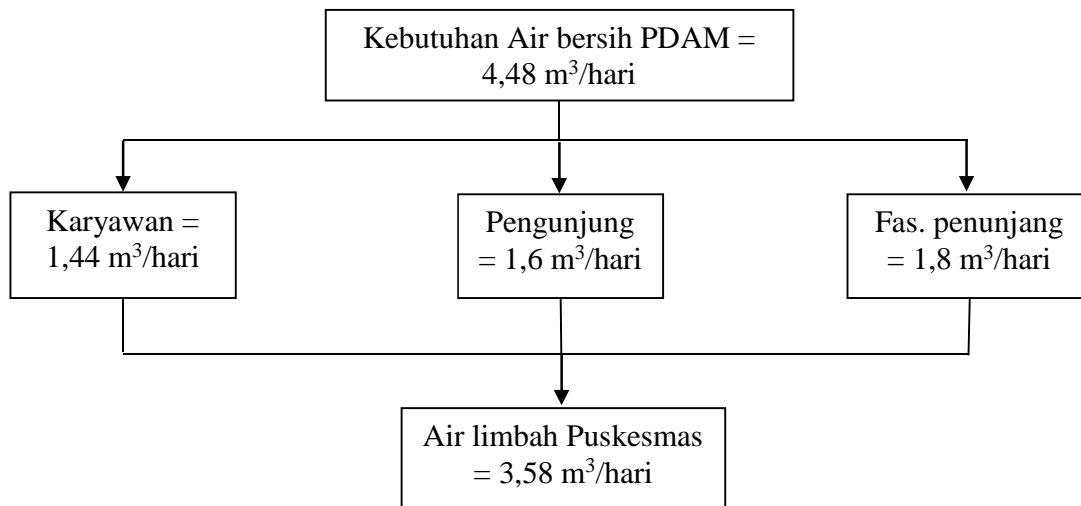 Kebutuhan Air bersih PDAM =
4,48 m³/hari
Karyawan =
1,44 m³/hari
Pengunjung
= 1,6 m³/hari
Fas. penunjang
= 1,8 m³/hari
Air limbah Puskesmas
= 3,58 m³/hari